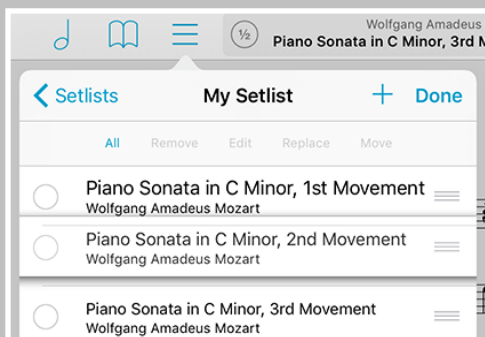 ½
Wolfgang Amadeus
Piano Sonata in C Minor, 3rd
Setlists My Setlist + Done
All Remove Edit Replace Move
Piano Sonata in C Minor, 1st Movement
Wolfgang Amadeus Mozart
Piano Sonata in C Minor, 2nd Movement
Wolfgang Amadeus Mozart
Piano Sonata in C Minor, 3rd Movement
Wolfgang Amadeus Mozart